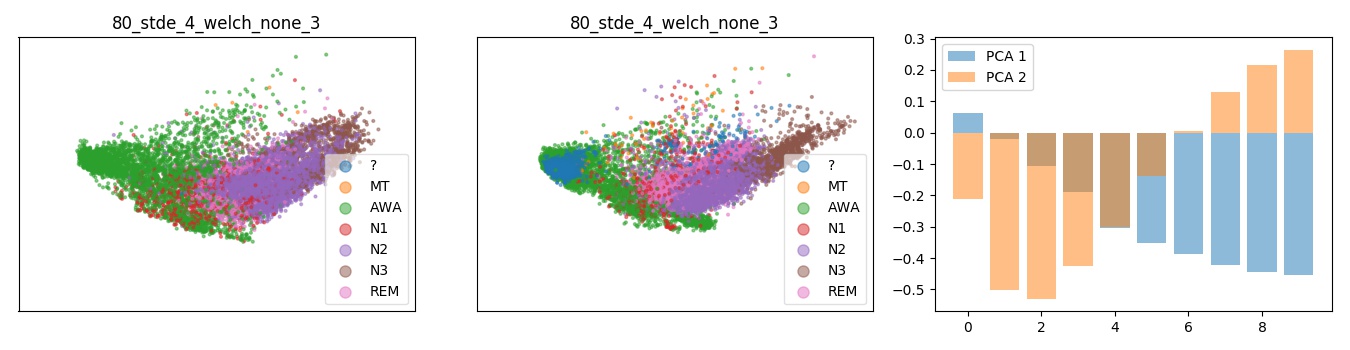 80_stde_4_welch_none_3
?
MT
AWA
N1
N2
N3
REM
80_stde_4_welch_none_3
?
MT
AWA
N1
N2
N3
REM
PCA 1
PCA 2
0.3
0.2
0.1
0.0
−0.1
−0.2
−0.3
−0.4
−0.5
0 2 4 6 8